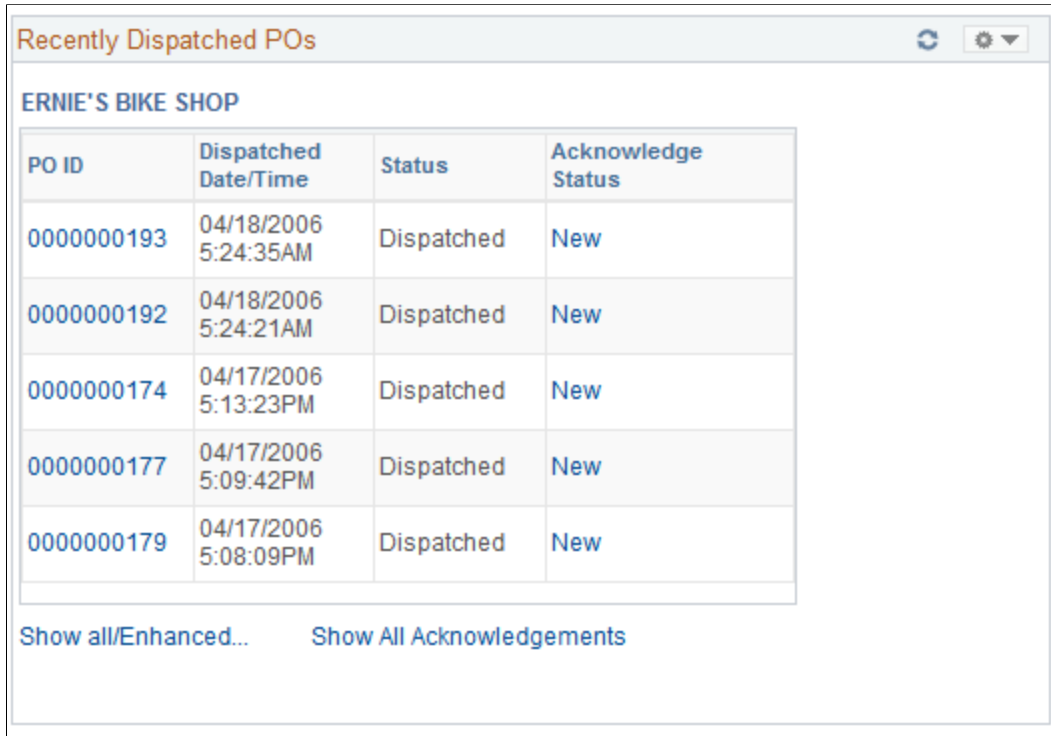 Recently Dispatched POs
ERNIE'S BIKE SHOP
PO ID Dispatched Date/Time Status Acknowledge Status
0000000193 04/18/2006 5:24:35AM Dispatched New
0000000192 04/18/2006 5:24:21AM Dispatched New
0000000174 04/17/2006 5:13:23PM Dispatched New
0000000177 04/17/2006 5:09:42PM Dispatched New
0000000179 04/17/2006 5:08:09PM Dispatched New
Show all/Enhanced... Show All Acknowledgements